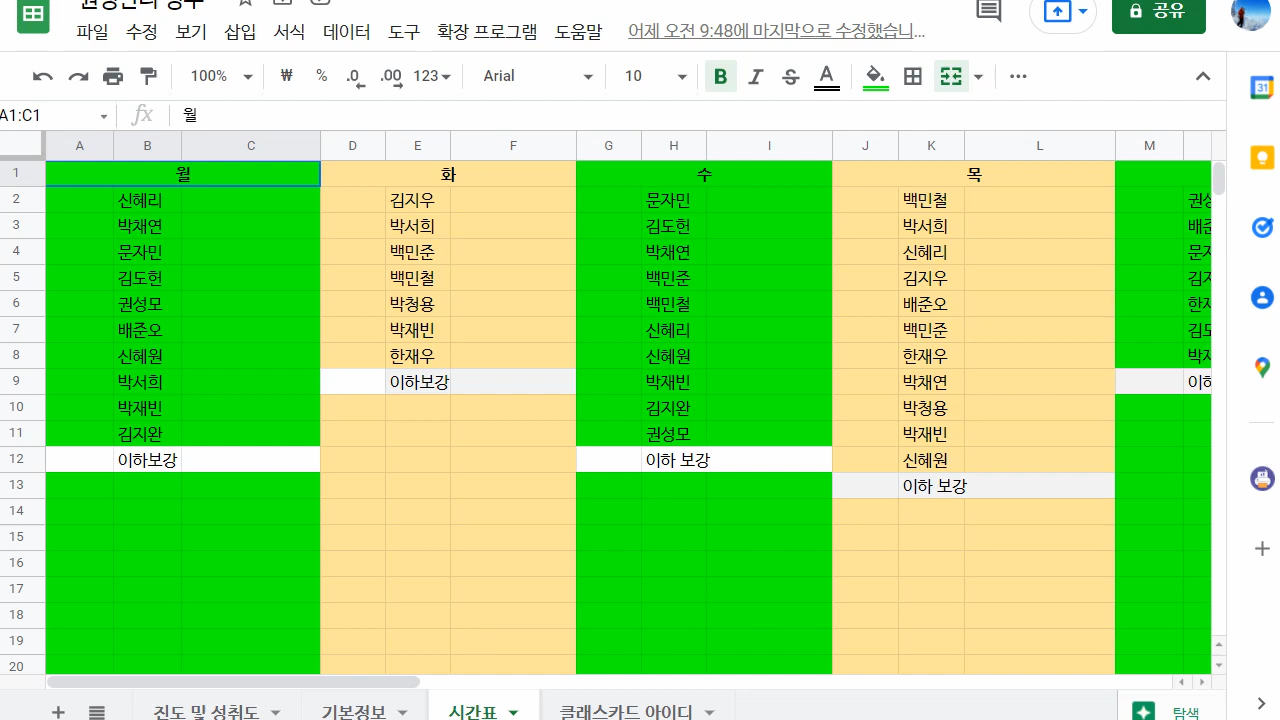 파일 수정 보기 삽입 서식 데이터 도구 확장 프로그램 도움말 어제 오전 9:48에 마지막으로 수정했습니...
공유
100% ₩ % .0 .00 123 Arial 10 B I S A
A1:C1 fx 월
A B C D E F G H I J K L M
1 월 화 수 목
2 신혜리 김지우 문자민 백민철
3 박채연 박서희 김도헌 박서희
4 문자민 백민준 박채연 신혜리
5 김도헌 백민철 백민준 김지우
6 권성모 박청용 백민철 배준오
7 배준오 박재빈 신혜리 백민준
8 신혜원 한재우 신혜원 한재우
9 박서희 이하보강 박재빈 박채연
10 박재빈 김지완 박청용
11 김지완 권성모 박재빈
12 이하보강 이하 보강 신혜원
13 이하 보강
14
15
16
17
18
19
20
진도 및 성취도 기본정보 시간표 클래스카드 아이디 탐색
31